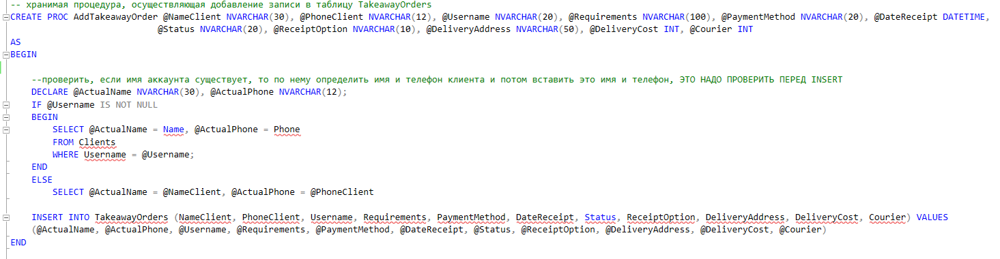 -- хранимая процедура, осуществляющая добавление записи в таблицу TakeawayOrders
CREATE PROC AddTakeawayOrder @NameClient NVARCHAR(30), @PhoneClient NVARCHAR(12), @Username NVARCHAR(20), @Requirements NVARCHAR(100), @PaymentMethod NVARCHAR(20), @DateReceipt DATETIME,
@Status NVARCHAR(20), @ReceiptOption NVARCHAR(10), @DeliveryAddress NVARCHAR(50), @DeliveryCost INT, @Courier INT
AS
BEGIN
--проверить, если имя аккаунта существует, то по нему определить имя и телефон клиента и потом вставить это имя и телефон, ЭТО НАДО ПРОВЕРИТЬ ПЕРЕД INSERT
DECLARE @ActualName NVARCHAR(30), @ActualPhone NVARCHAR(12);
IF @Username IS NOT NULL
BEGIN
SELECT @ActualName = Name, @ActualPhone = Phone
FROM Clients
WHERE Username = @Username;
END
ELSE
SELECT @ActualName = @NameClient, @ActualPhone = @PhoneClient
INSERT INTO TakeawayOrders (NameClient, PhoneClient, Username, Requirements, PaymentMethod, DateReceipt, Status, ReceiptOption, DeliveryAddress, DeliveryCost, Courier) VALUES
(@ActualName, @ActualPhone, @Username, @Requirements, @PaymentMethod, @DateReceipt, @Status, @ReceiptOption, @DeliveryAddress, @DeliveryCost, @Courier)
END